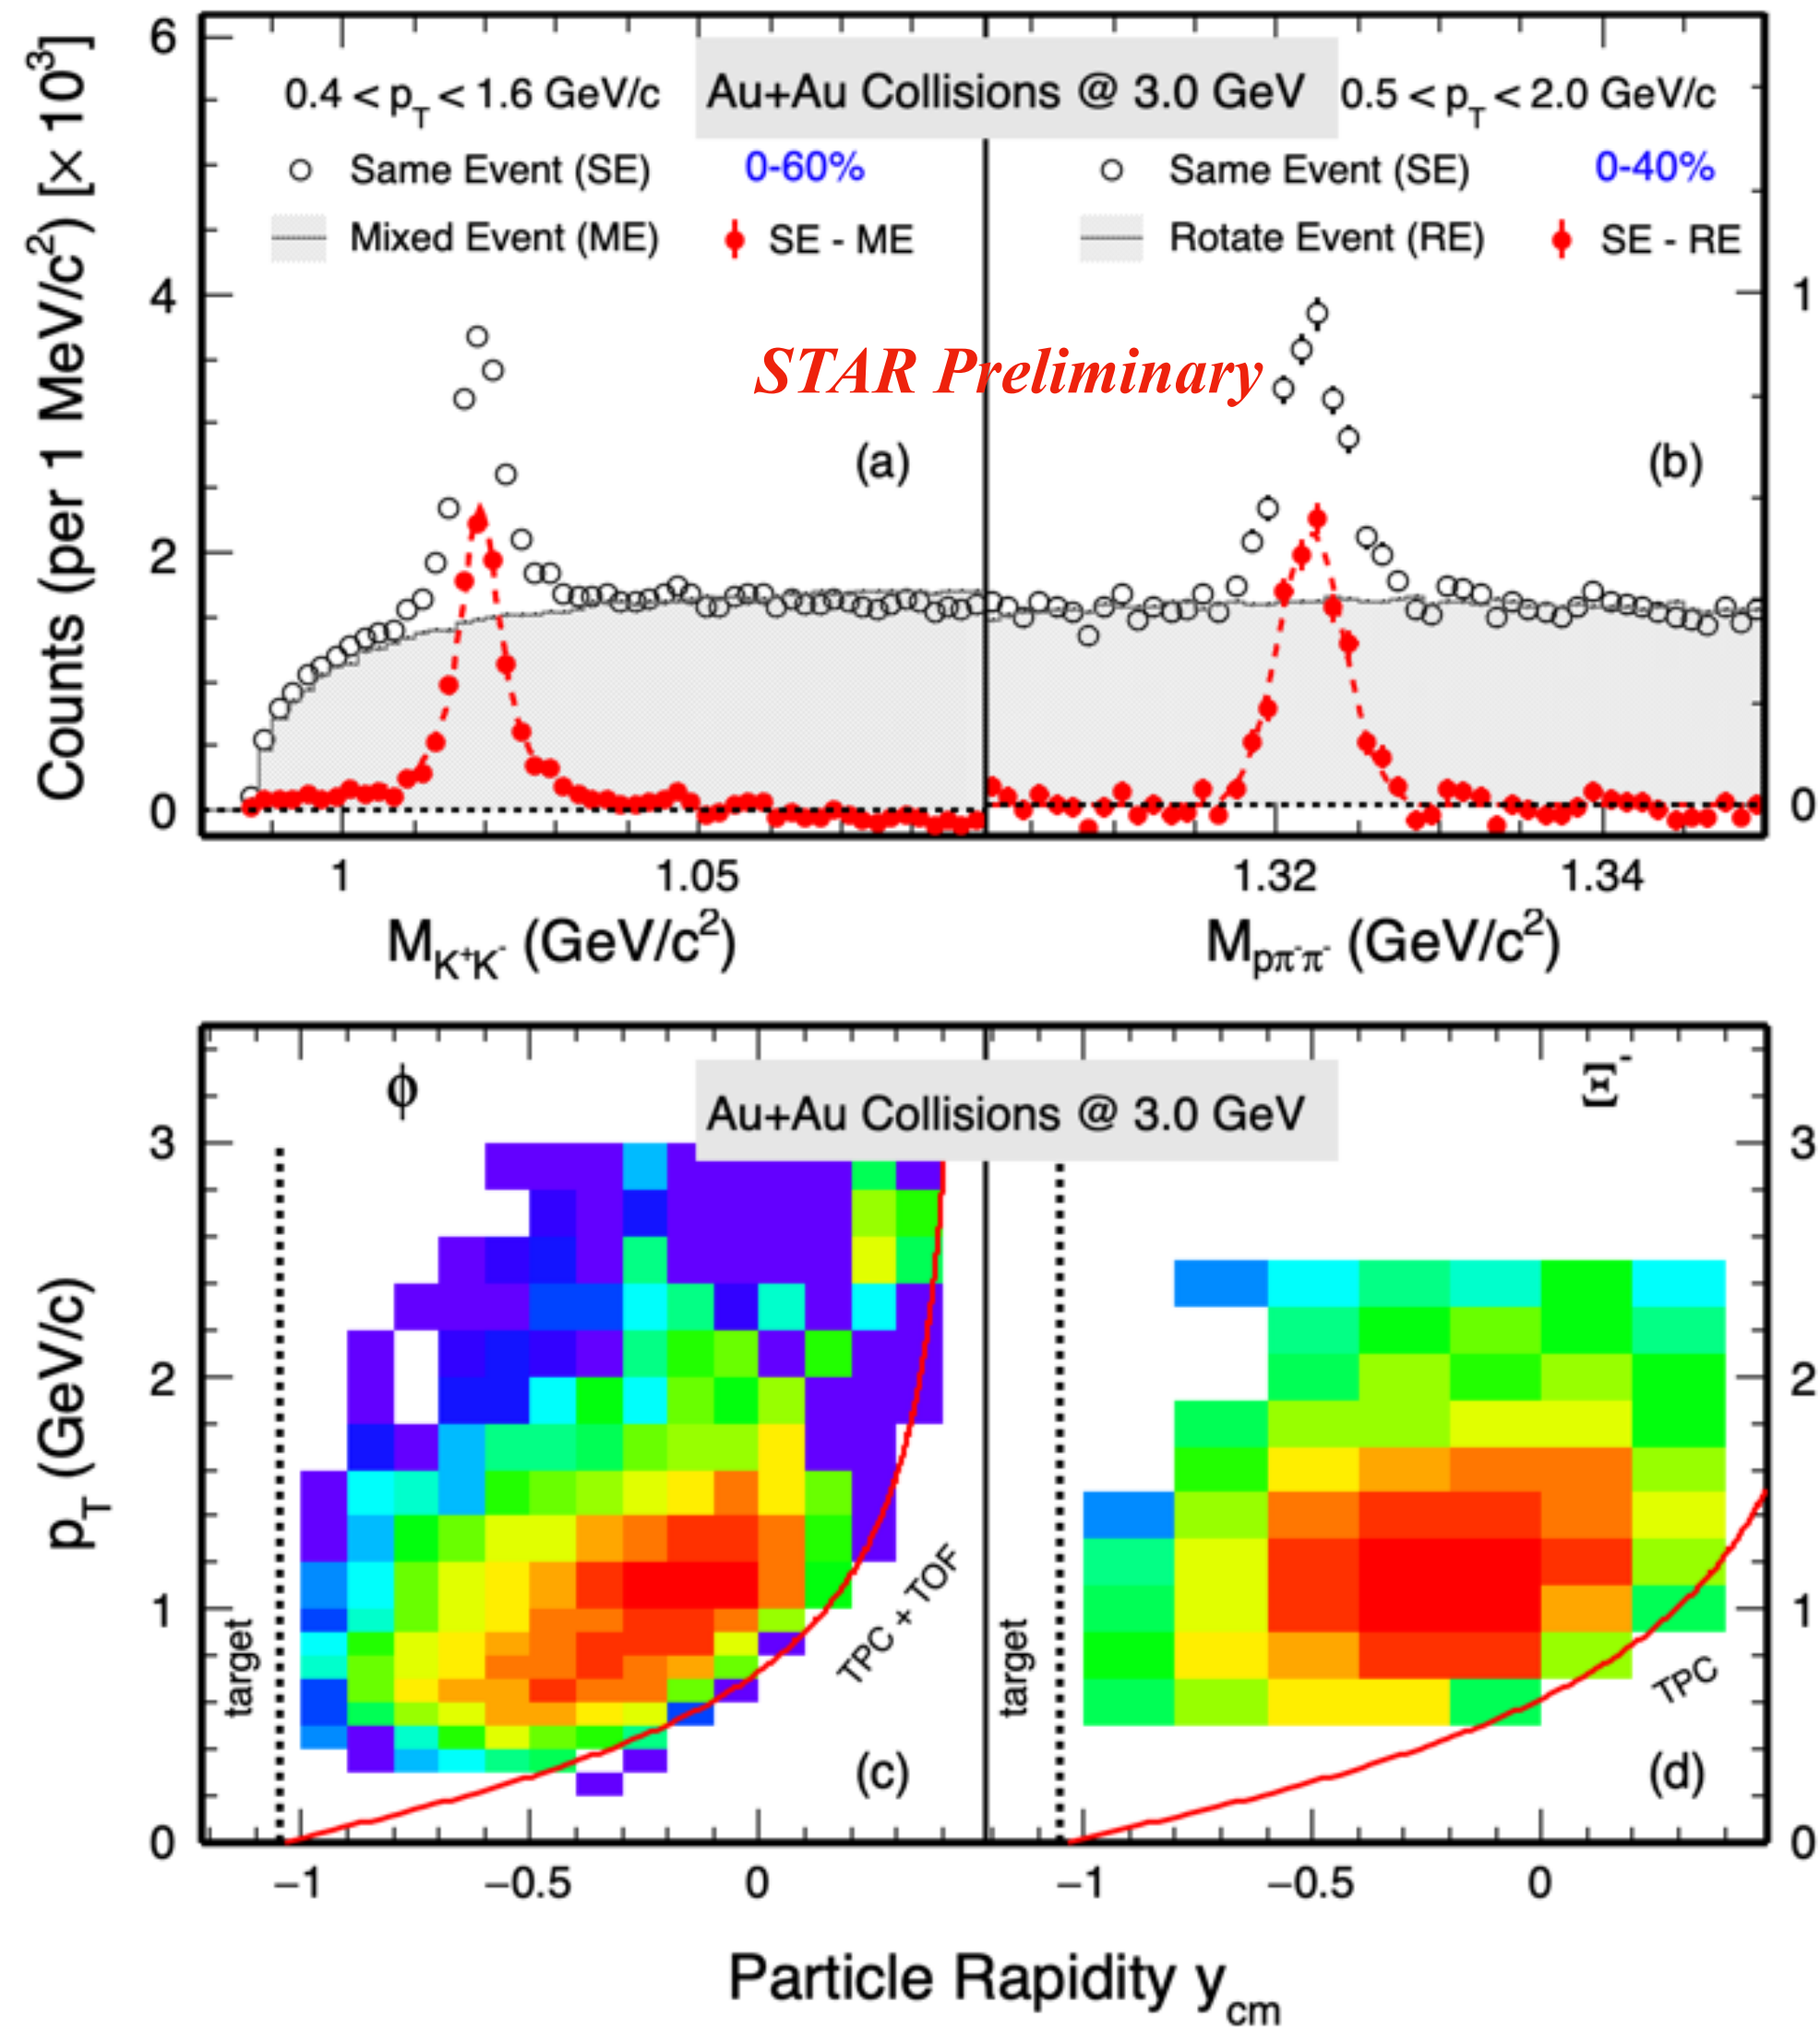 Counts (per 1 MeV/c²) [× 10³]
6
4
2
0
Au+Au Collisions @ 3.0 GeV
0.4 < p_T < 1.6 GeV/c
Same Event (SE) 0-60%
Mixed Event (ME) SE - ME
(a)
0.5 < p_T < 2.0 GeV/c
Same Event (SE) 0-40%
Rotate Event (RE) SE - RE
(b)
STAR Preliminary
1
0
1 1.05
1.32 1.34
M_K⁺K⁻ (GeV/c²)
M_pπ⁻π⁻ (GeV/c²)
p_T (GeV/c)
3
2
1
0
Au+Au Collisions @ 3.0 GeV
ϕ
target
TPC + TOF
(c)
Ξ⁻
target
TPC
(d)
3
2
1
0
−1 −0.5 0
−1 −0.5 0
Particle Rapidity y_cm